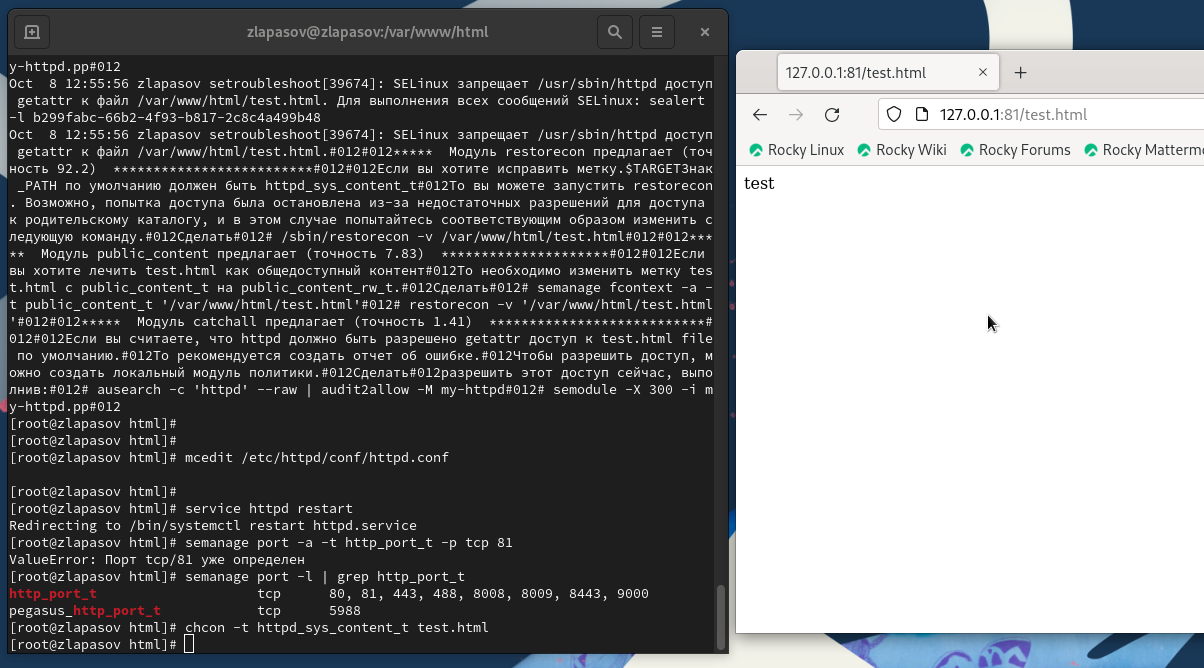 zlapasov@zlapasov:/var/www/html
y-httpd.pp#012
Oct  8 12:55:56 zlapasov setroubleshoot[39674]: SELinux запрещает /usr/sbin/httpd доступ
 getattr к файл /var/www/html/test.html. Для выполнения всех сообщений SELinux: sealert
-l b299fabc-66b2-4f93-b817-2c8c4a499b48
Oct  8 12:55:56 zlapasov setroubleshoot[39674]: SELinux запрещает /usr/sbin/httpd доступ
 getattr к файл /var/www/html/test.html.#012#012*****  Модуль restorecon предлагает (точ
ность 92.2)  *************************#012#012Если вы хотите исправить метку.$TARGETЗнак
 _PATH по умолчанию должен быть httpd_sys_content_t#012То вы можете запустить restorecon
. Возможно, попытка доступа была остановлена из-за недостаточных разрешений для доступа
к родительскому каталогу, и в этом случае попытайтесь соответствующим образом изменить с
ледующую команду.#012Сделать#012# /sbin/restorecon -v /var/www/html/test.html#012#012***
**  Модуль public_content предлагает (точность 7.83)  *********************#012#012Если
вы хотите лечить test.html как общедоступный контент#012То необходимо изменить метку tes
t.html с public_content_t на public_content_rw_t.#012Сделать#012# semanage fcontext -a -
t public_content_t '/var/www/html/test.html'#012# restorecon -v '/var/www/html/test.html
'#012#012*****  Модуль catchall предлагает (точность 1.41)  ***************************#
012#012Если вы считаете, что httpd должно быть разрешено getattr доступ к test.html file
 по умолчанию.#012То рекомендуется создать отчет об ошибке.#012Чтобы разрешить доступ, м
ожно создать локальный модуль политики.#012Сделать#012разрешить этот доступ сейчас, выпо
лнив:#012# ausearch -c 'httpd' --raw | audit2allow -M my-httpd#012# semodule -X 300 -i m
y-httpd.pp#012
[root@zlapasov html]#
[root@zlapasov html]#
[root@zlapasov html]# mcedit /etc/httpd/conf/httpd.conf
[root@zlapasov html]#
[root@zlapasov html]# service httpd restart
Redirecting to /bin/systemctl restart httpd.service
[root@zlapasov html]# semanage port -a -t http_port_t -p tcp 81
ValueError: Порт tcp/81 уже определен
[root@zlapasov html]# semanage port -l | grep http_port_t
http_port_t                    tcp      80, 81, 443, 488, 8008, 8009, 8443, 9000
pegasus_http_port_t            tcp      5988
[root@zlapasov html]# chcon -t httpd_sys_content_t test.html
[root@zlapasov html]#
127.0.0.1:81/test.html
127.0.0.1:81/test.html
Rocky Linux Rocky Wiki Rocky Forums Rocky Matterm
test